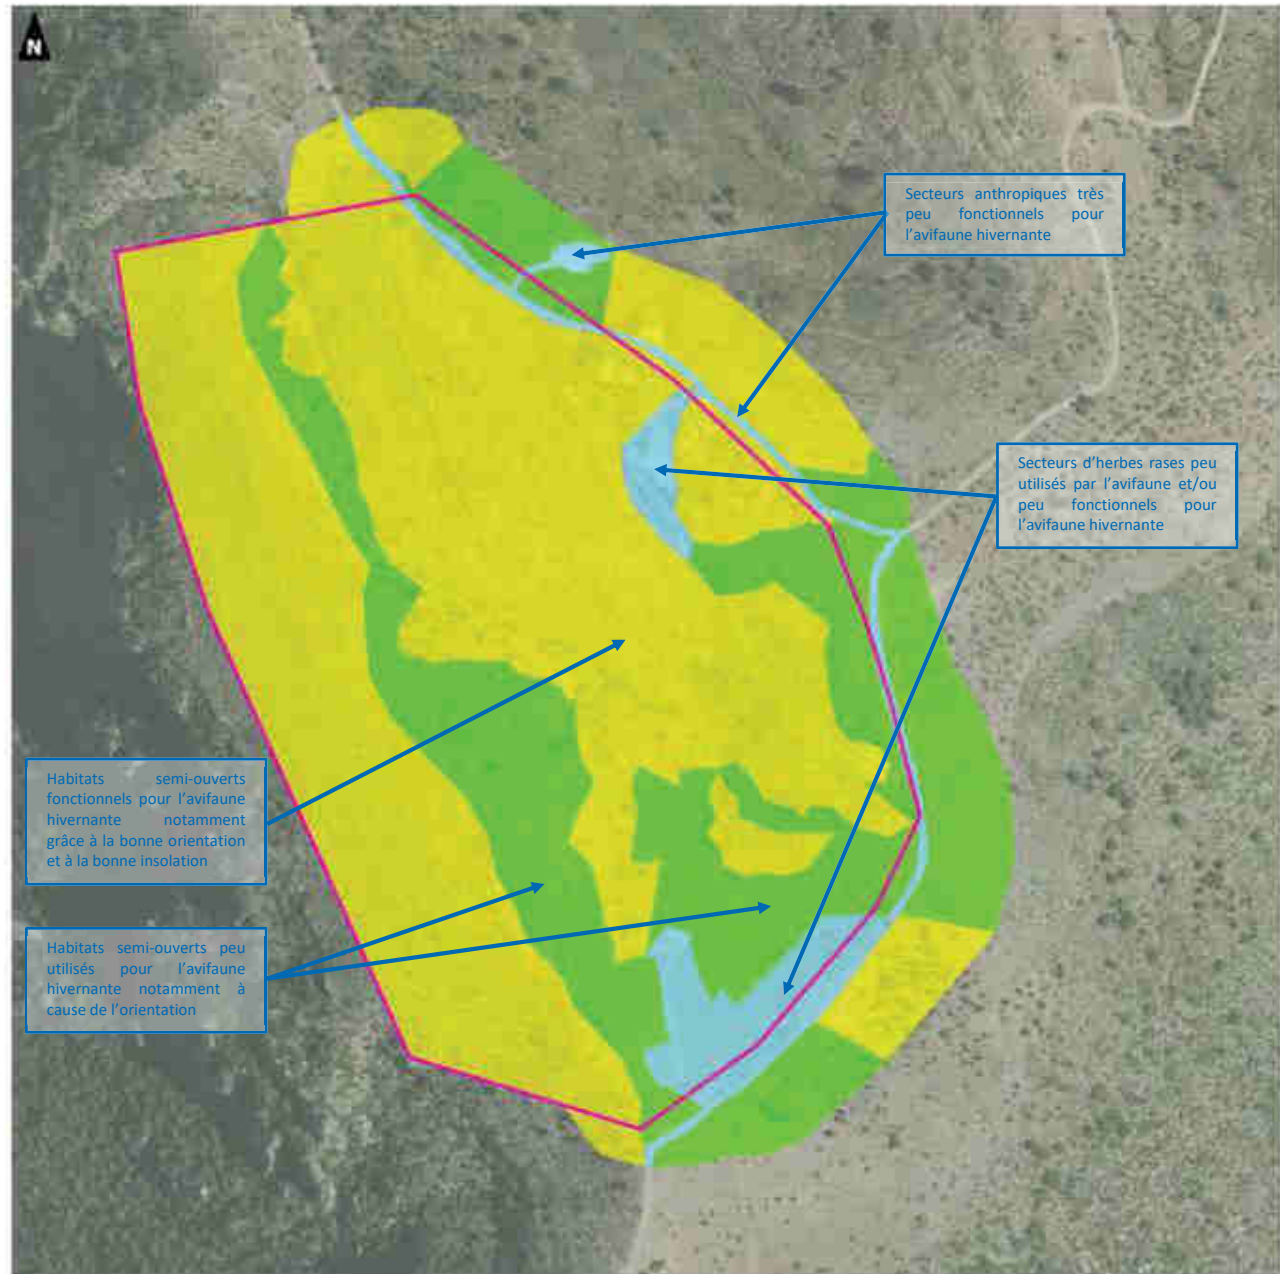 N
Secteurs anthropiques très
peu fonctionnels pour
l'avifaune hivernante
Secteurs d'herbes rases peu
utilisés par l'avifaune et/ou
peu fonctionnels pour
l'avifaune hivernante
Habitats semi-ouverts
fonctionnels pour l'avifaune
hivernante notamment
grâce à la bonne orientation
et à la bonne insolation
Habitats semi-ouverts peu
utilisés pour l'avifaune
hivernante notamment à
cause de l'orientation